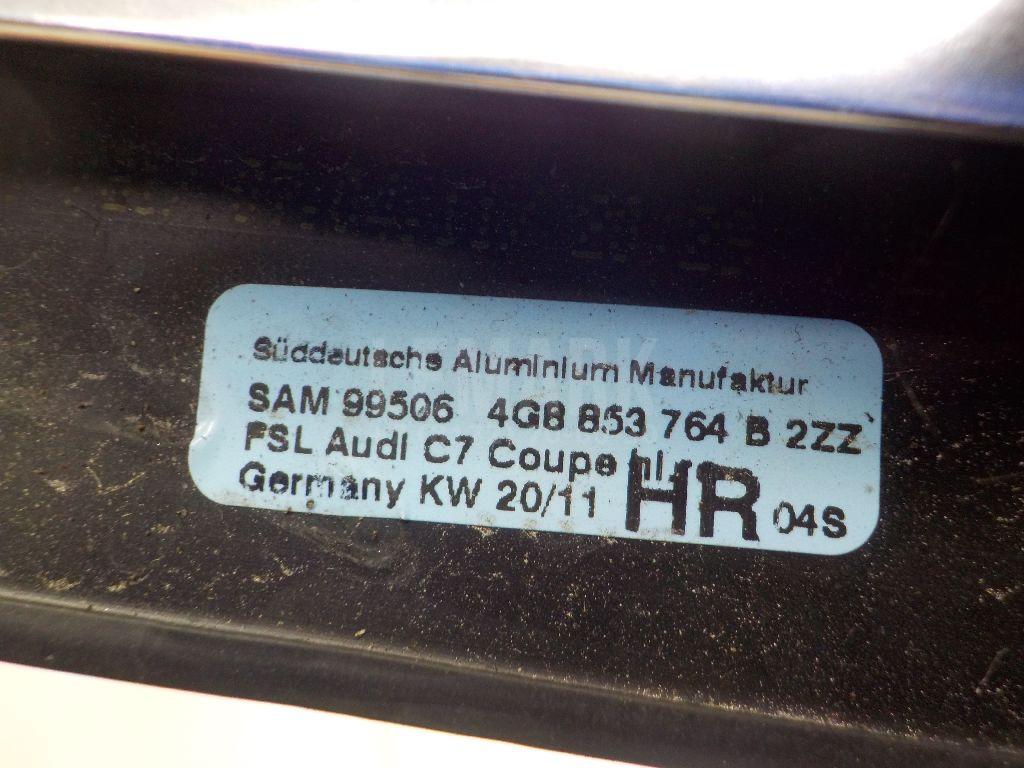 Süddeutsche Aluminium Manufaktur
SAM 99506 4G8 853 764 B 2ZZ
FSL Audi C7 Coupe hl.
Germany KW 20/11 HR 04S